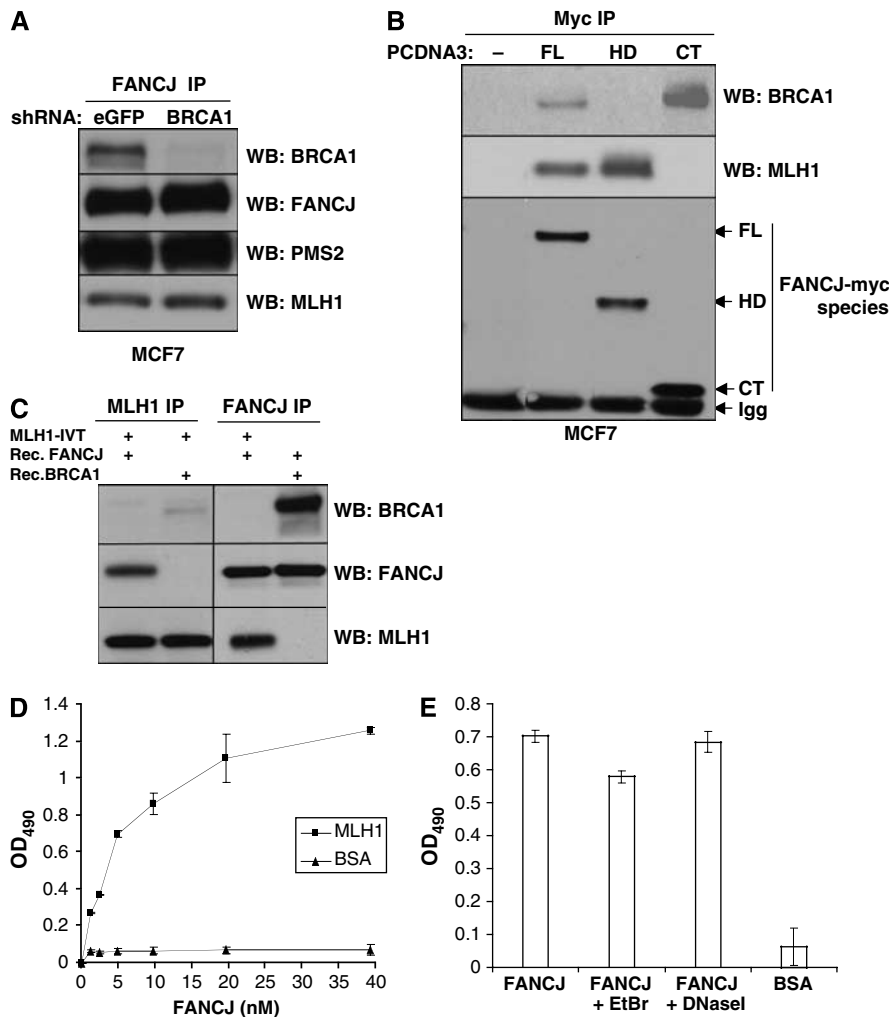 A
FANCJ IP
shRNA: eGFP BRCA1
WB: BRCA1
WB: FANCJ
WB: PMS2
WB: MLH1
MCF7
B
Myc IP
PCDNA3: – FL HD CT
WB: BRCA1
WB: MLH1
FL
HD
FANCJ-myc
species
CT
Igg
MCF7
C
MLH1 IP FANCJ IP
MLH1-IVT + + +
Rec. FANCJ + + +
Rec.BRCA1 + +
WB: BRCA1
WB: FANCJ
WB: MLH1
D
1.4
1.2
1
0.8
0.6
0.4
0.2
0
OD490
MLH1
BSA
0 5 10 15 20 25 30 35 40
FANCJ (nM)
E
0.8
0.7
0.6
0.5
0.4
0.3
0.2
0.1
0
OD490
FANCJ FANCJ FANCJ BSA
+ EtBr + DNaseI